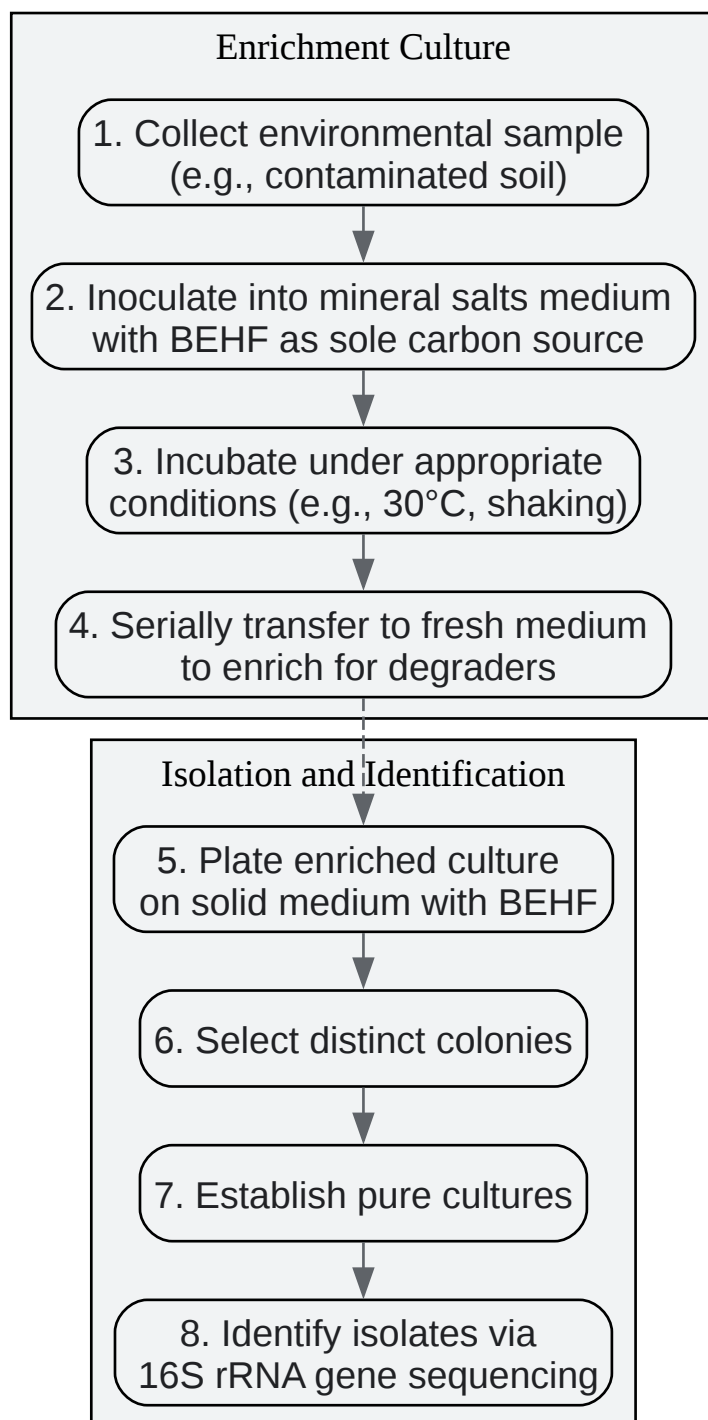 Enrichment Culture
1. Collect environmental sample
(e.g., contaminated soil)
2. Inoculate into mineral salts medium
with BEHF as sole carbon source
3. Incubate under appropriate
conditions (e.g., 30°C, shaking)
4. Serially transfer to fresh medium
to enrich for degraders
Isolation and Identification
5. Plate enriched culture
on solid medium with BEHF
6. Select distinct colonies
7. Establish pure cultures
8. Identify isolates via
16S rRNA gene sequencing